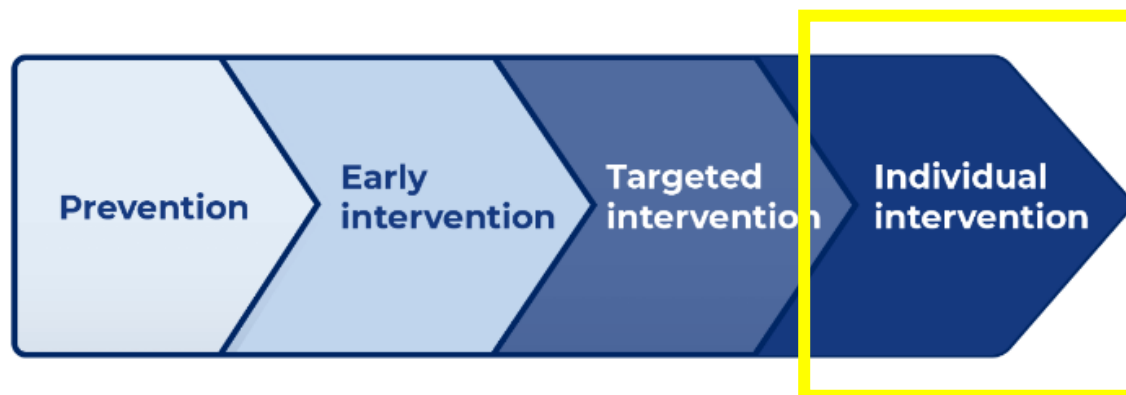 Prevention
Early
intervention
Targeted
intervention
Individual
intervention